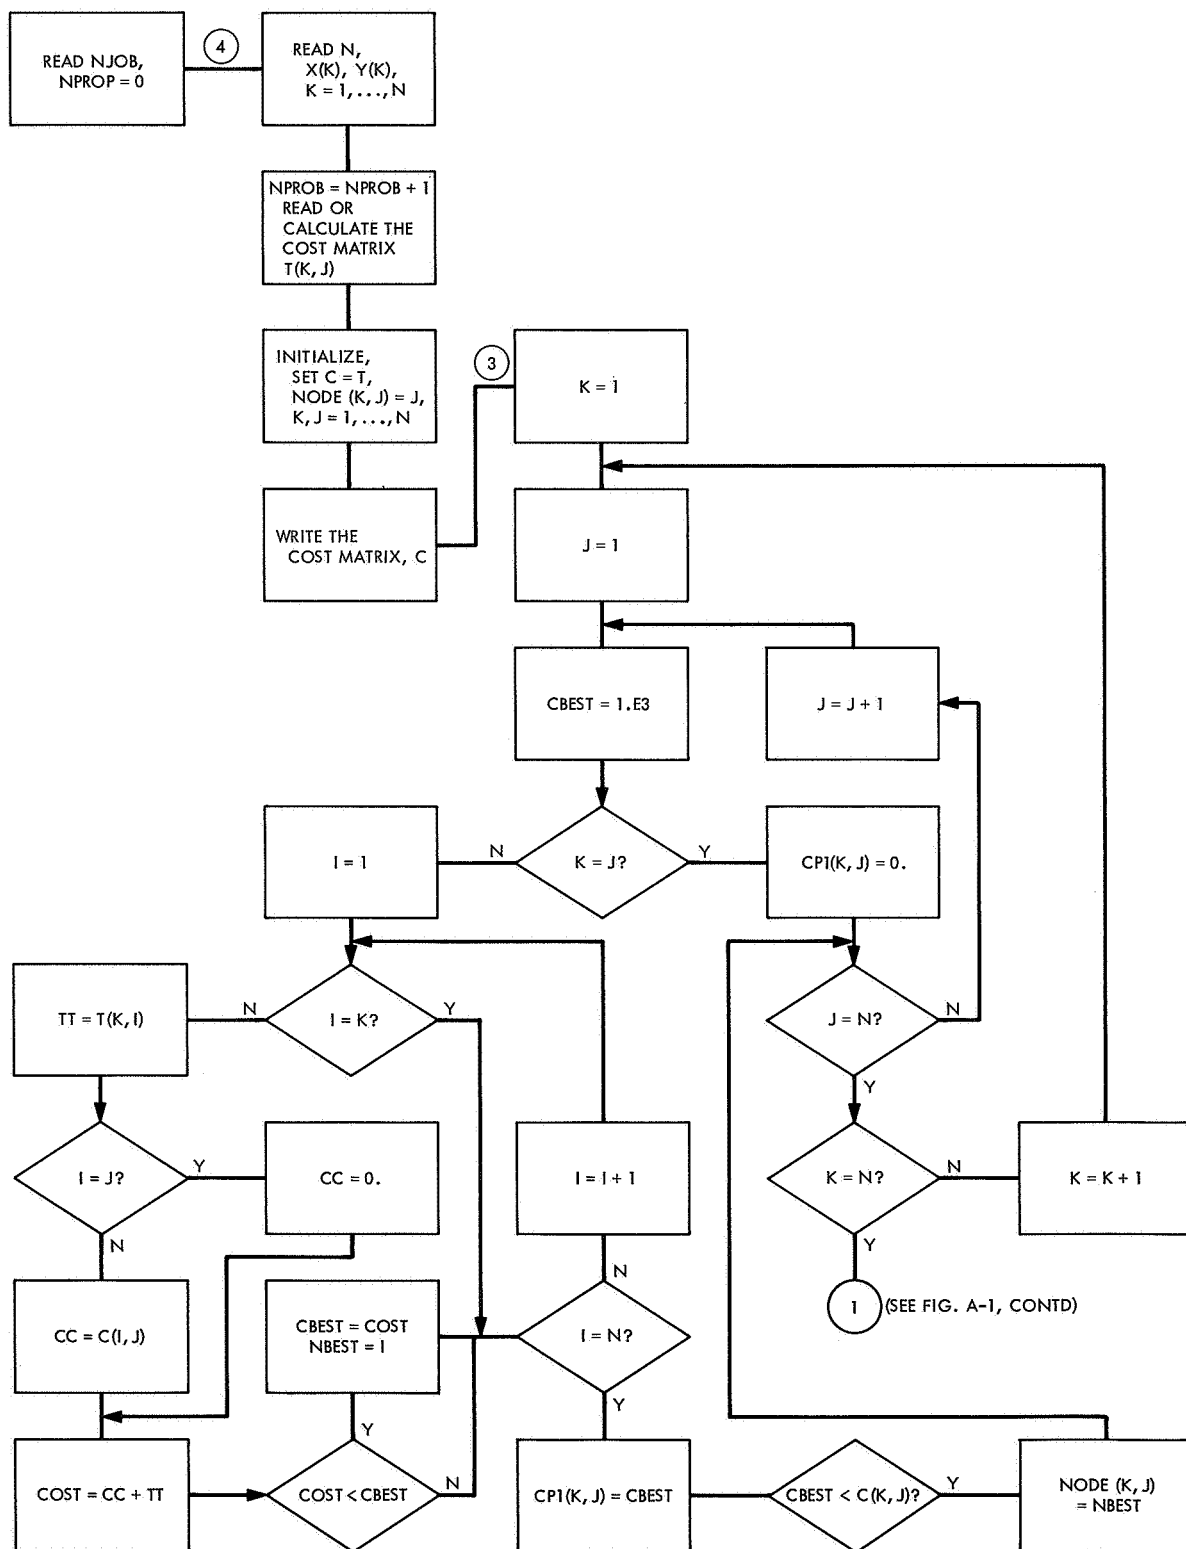 READ NJOB,
NPROP = 0
4
READ N,
X(K), Y(K),
K = 1, . . ., N
NPROB = NPROB + 1
READ OR
CALCULATE THE
COST MATRIX
T(K, J)
INITIALIZE,
SET C = T,
NODE (K, J) = J,
K, J = 1, . . ., N
3
K = 1
WRITE THE
COST MATRIX, C
J = 1
CBEST = 1.E3
J = J + 1
I = 1
N
K = J?
Y
CP1(K, J) = 0.
TT = T(K, I)
N
I = K?
Y
J = N?
N
Y
I = J?
Y
CC = 0.
I = I + 1
K = N?
N
K = K + 1
N
N
Y
CC = C(I, J)
CBEST = COST
NBEST = I
I = N?
1
(SEE FIG. A-1, CONTD)
Y
Y
COST = CC + TT
COST < CBEST
N
CP1(K, J) = CBEST
CBEST < C(K, J)?
Y
NODE (K, J)
= NBEST